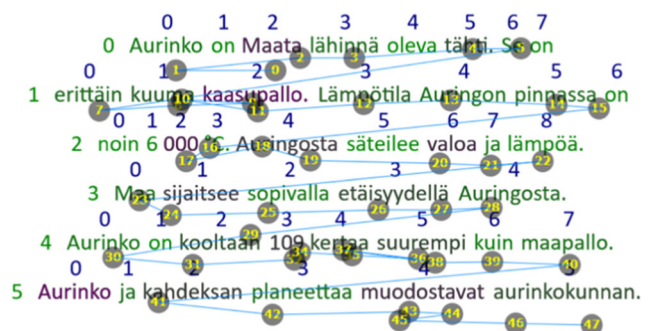 0 1 2 3 4 5 6 7
0 Aurinko on Maata lähinnä oleva tähti. Se on
0 1 2 3 4 5 6
1 erittäin kuuma kaasupallo. Lämpötila Auringon pinnassa on
0 1 2 3 4 5 6 7 8
2 noin 6 000 °C. Auringosta säteilee valoa ja lämpöä.
0 1 2 3 4
3 Maa sijaitsee sopivalla etäisyydellä Auringosta.
0 1 2 3 4 5 6 7
4 Aurinko on kooltaan 109 kertaa suurempi kuin maapallo.
0 1 2 3 4 5
5 Aurinko ja kahdeksan planeettaa muodostavat aurinkokunnan.